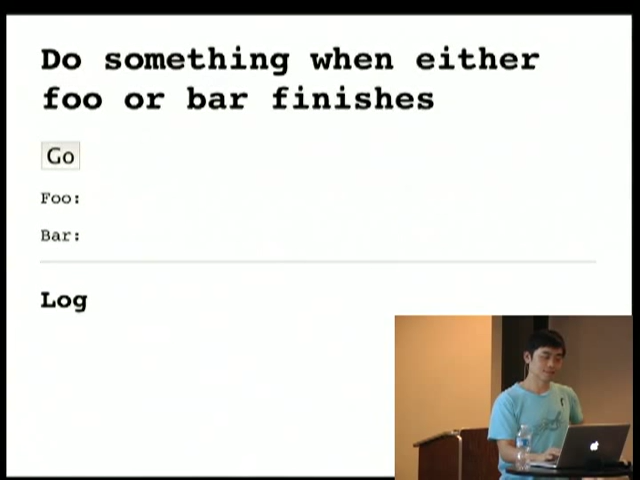 Do something when either
foo or bar finishes
Go
Foo:
Bar:
Log